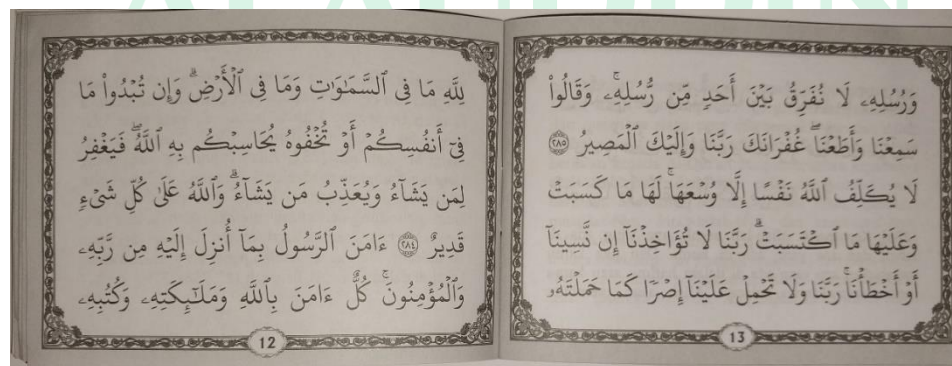 لِلَّهِ مَا فِى ٱلسَّمَـٰوَٰتِ وَمَا فِى ٱلْأَرْضِ ۗ وَإِن تُبْدُوا۟ مَا
فِىٓ أَنفُسِكُمْ أَوْ تُخْفُوهُ يُحَاسِبْكُم بِهِ ٱللَّهُ ۖ فَيَغْفِرُ
لِمَن يَشَآءُ وَيُعَذِّبُ مَن يَشَآءُ ۗ وَٱللَّهُ عَلَىٰ كُلِّ شَىْءٍ
قَدِيرٌ ٢٨٤ ءَامَنَ ٱلرَّسُولُ بِمَآ أُنزِلَ إِلَيْهِ مِن رَّبِّهِۦ
وَٱلْمُؤْمِنُونَ ۚ كُلٌّ ءَامَنَ بِٱللَّهِ وَمَلَـٰٓئِكَتِهِۦ وَكُتُبِهِۦ
12
وَرُسُلِهِۦ لَا نُفَرِّقُ بَيْنَ أَحَدٍ مِّن رُّسُلِهِۦ ۚ وَقَالُوا۟
سَمِعْنَا وَأَطَعْنَا ۖ غُفْرَانَكَ رَبَّنَا وَإِلَيْكَ ٱلْمَصِيرُ ٢٨٥
لَا يُكَلِّفُ ٱللَّهُ نَفْسًا إِلَّا وُسْعَهَا ۚ لَهَا مَا كَسَبَتْ
وَعَلَيْهَا مَا ٱكْتَسَبَتْ ۗ رَبَّنَا لَا تُؤَاخِذْنَآ إِن نَّسِينَآ
أَوْ أَخْطَأْنَا ۚ رَبَّنَا وَلَا تَحْمِلْ عَلَيْنَآ إِصْرًا كَمَا حَمَلْتَهُۥ
13